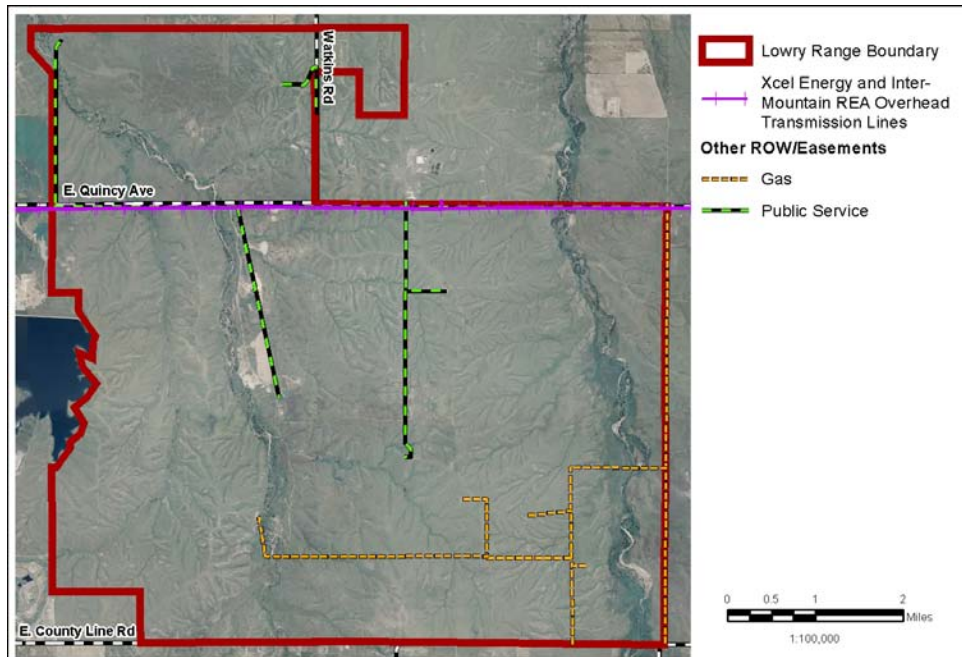 Watkins Rd
E. Quincy Ave
E. County Line Rd
Lowry Range Boundary
Xcel Energy and Inter-
Mountain REA Overhead
Transmission Lines
Other ROW/Easements
Gas
Public Service
0 0.5 1 2
Miles
1:100,000